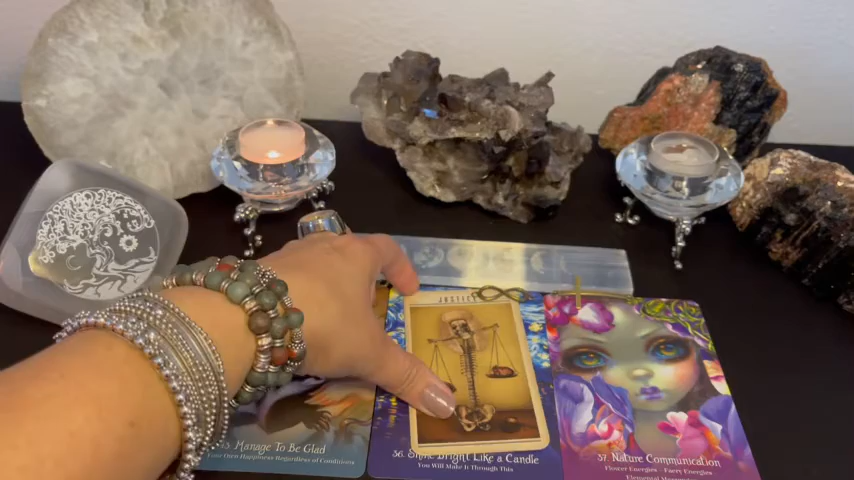 JUSTICE
Manage To Be Glad
Your Own Happiness Regardless of Conditions
36. Shine Bright Like a Candle
You Will Make It Through This
37. Nature Communication
Flower Energies - Faery Energies